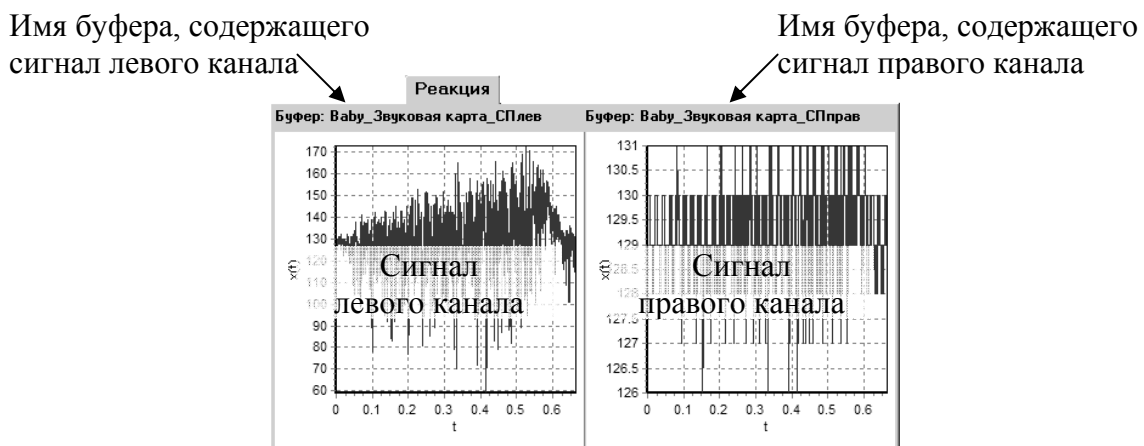 Имя буфера, содержащего
сигнал левого канала
Имя буфера, содержащего
сигнал правого канала
Реакция
Буфер: Baby_Звуковая карта_СПлев
Буфер: Baby_Звуковая карта_СПправ
170
160
150
140
130
120
110
100
90
80
70
60
x(t)
Сигнал
левого канала
0 0.1 0.2 0.3 0.4 0.5 0.6
t
131
130.5
130
129.5
129
128.5
128
127.5
127
126.5
126
x(t)
Сигнал
правого канала
0 0.1 0.2 0.3 0.4 0.5 0.6
t